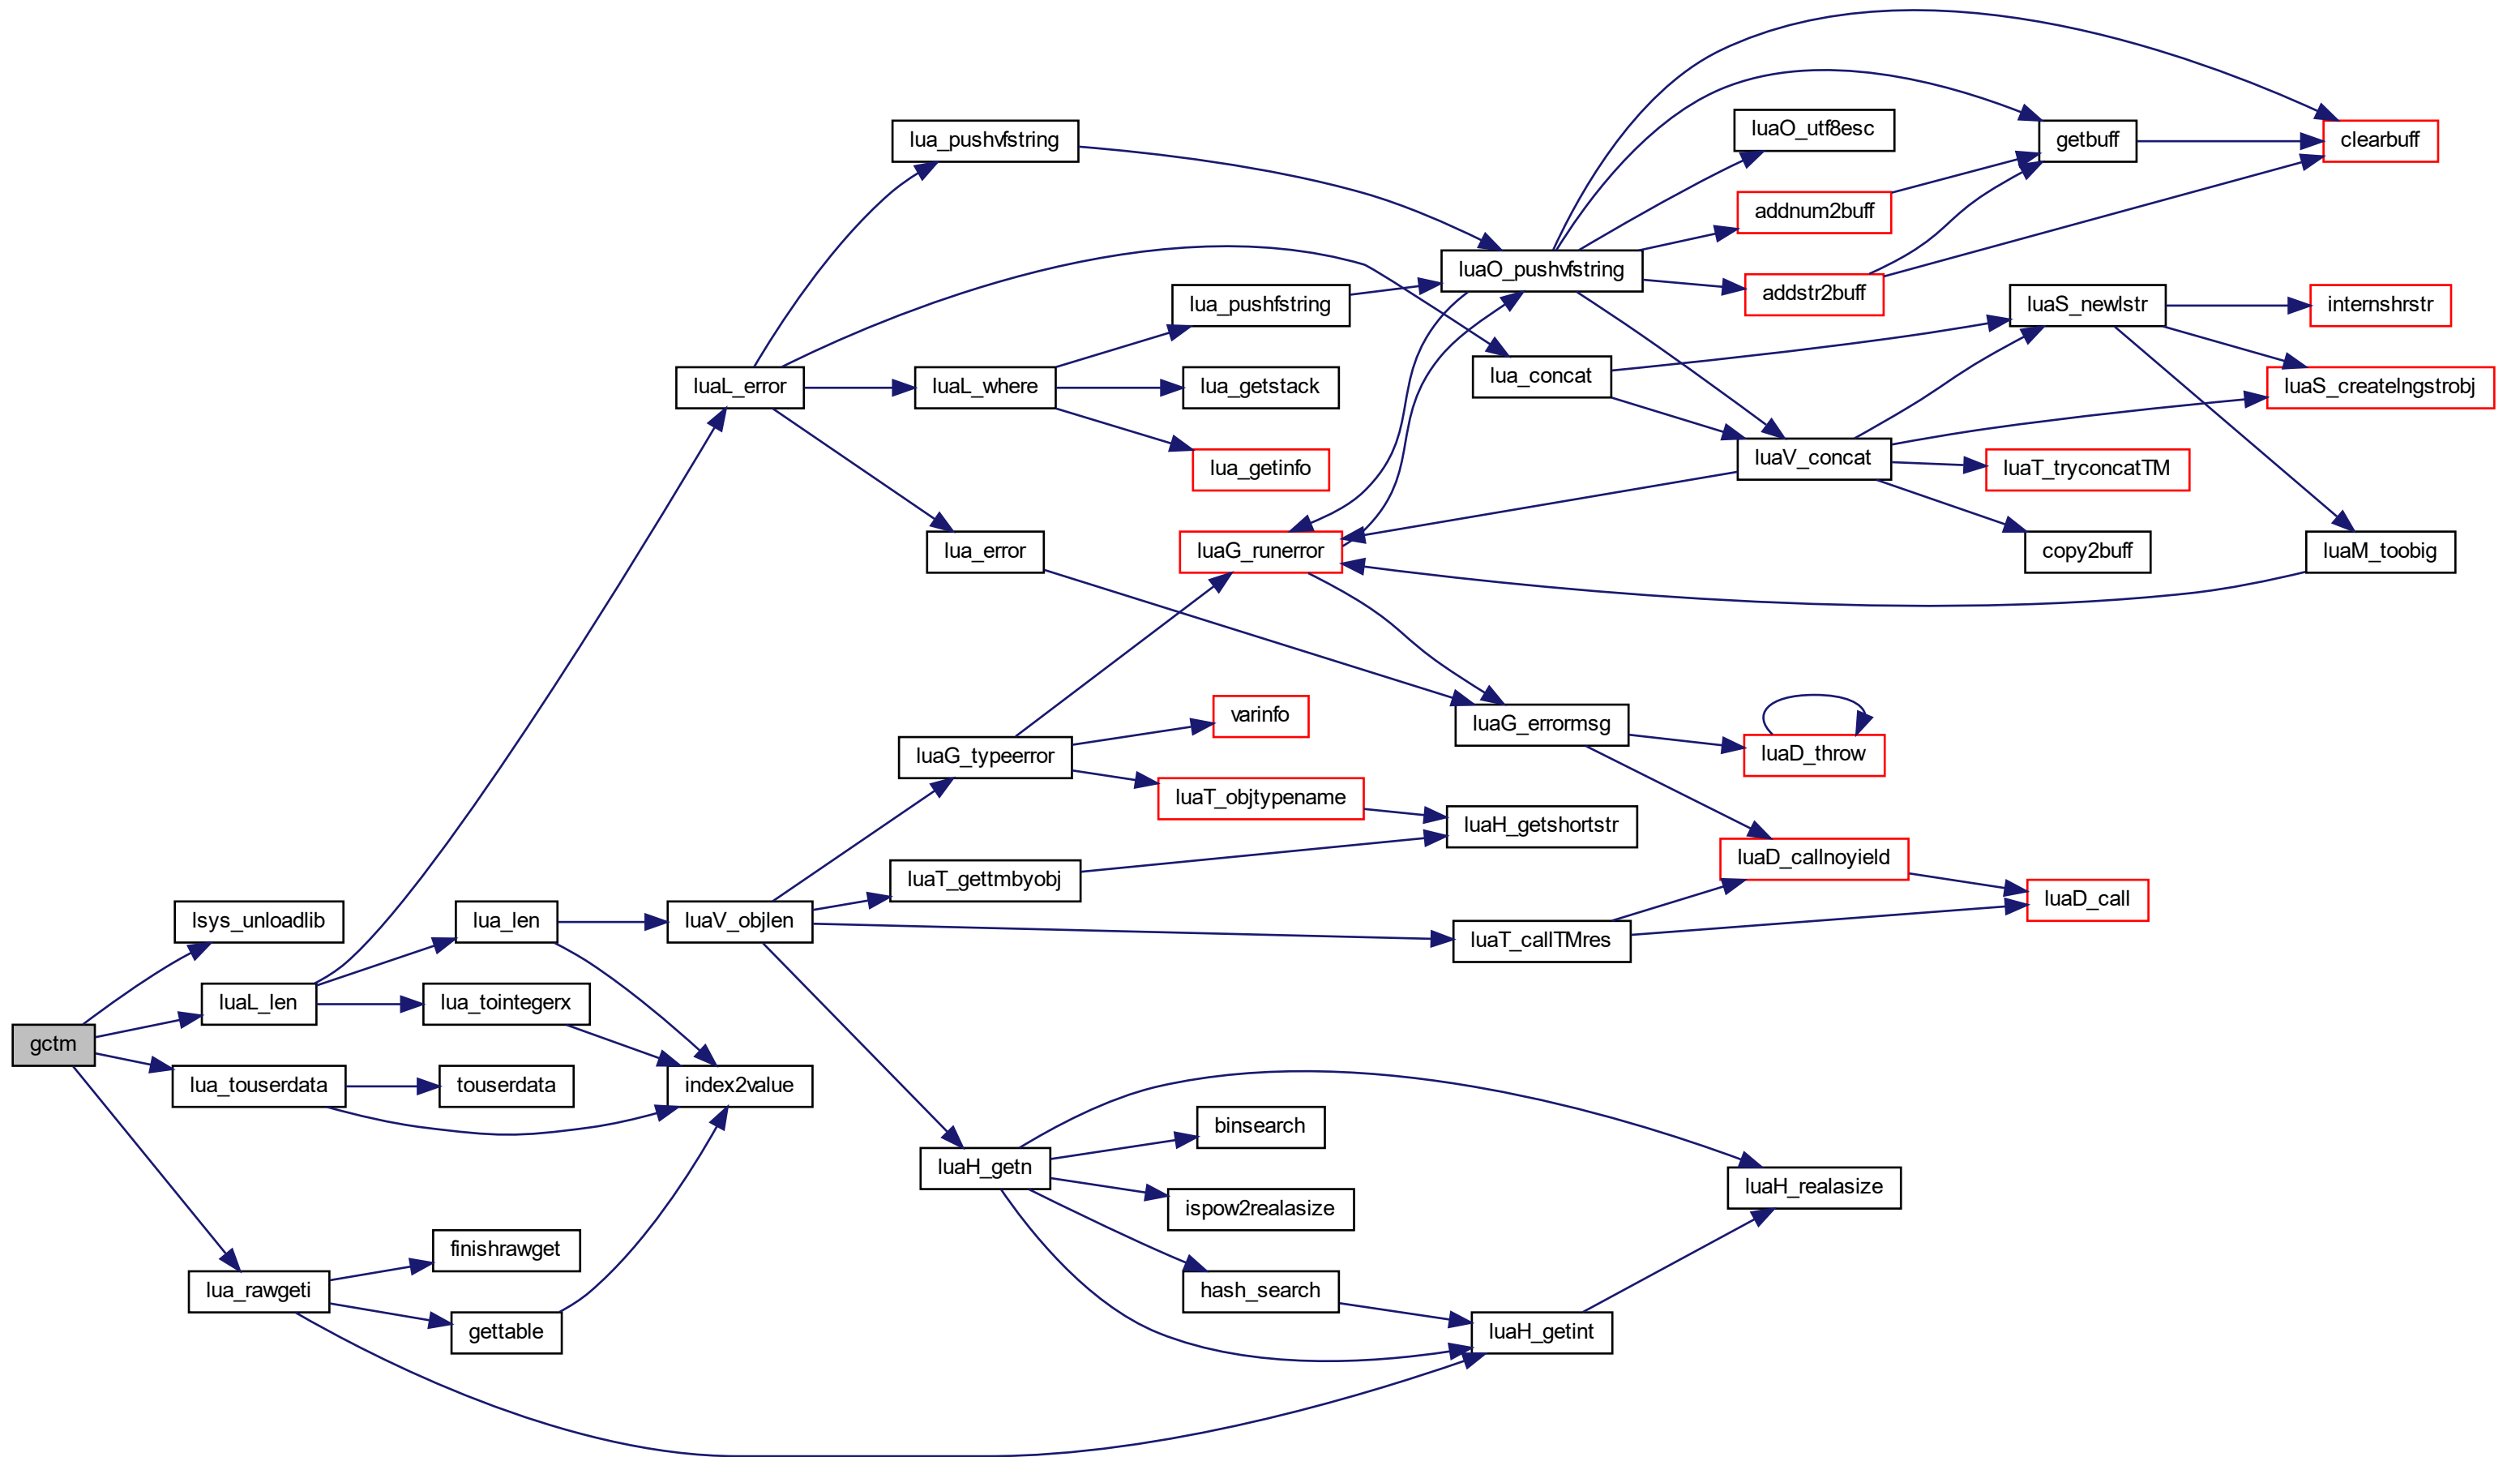 lua_pushvfstring
luaO_utf8esc
getbuff
clearbuff
addnum2buff
luaO_pushvfstring
addstr2buff
lua_pushfstring
luaS_newlstr
internshrstr
luaL_error
luaL_where
lua_getstack
lua_concat
luaS_createlngstrobj
lua_getinfo
luaV_concat
luaT_tryconcatTM
lua_error
luaG_runerror
copy2buff
luaM_toobig
varinfo
luaG_errormsg
luaG_typeerror
luaD_throw
luaT_objtypename
luaH_getshortstr
luaT_gettmbyobj
luaD_callnoyield
luaD_call
lsys_unloadlib
lua_len
luaV_objlen
luaT_callTMres
luaL_len
lua_tointegerx
gctm
lua_touserdata
touserdata
index2value
binsearch
luaH_getn
luaH_realasize
ispow2realasize
finishrawget
lua_rawgeti
hash_search
gettable
luaH_getint